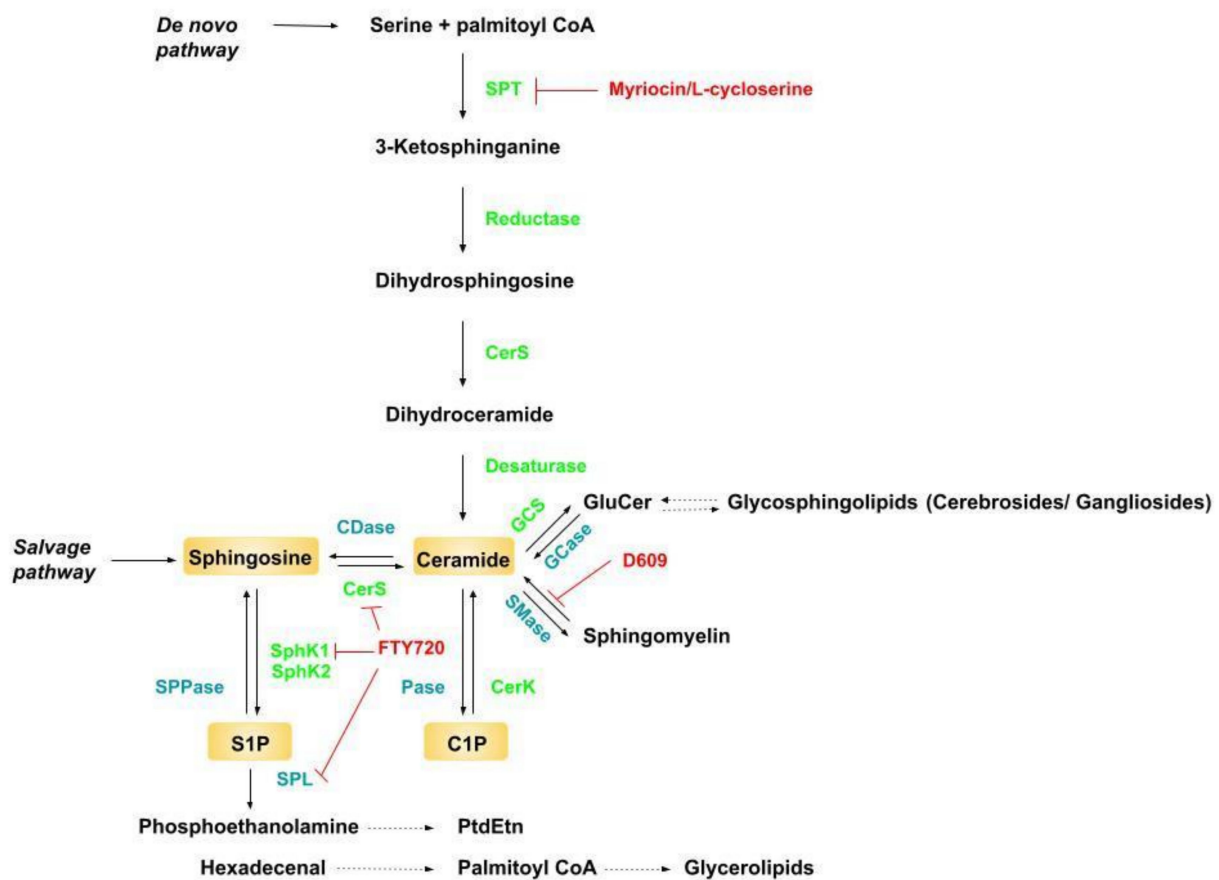 De novo
pathway
Serine + palmitoyl CoA
SPT
Myriocin/L-cycloserine
3-Ketosphinganine
Reductase
Dihydrosphingosine
CerS
Dihydroceramide
Desaturase
GCS
GluCer
Glycosphingolipids (Cerebrosides/ Gangliosides)
Salvage
pathway
Sphingosine
CDase
CerS
Ceramide
GCase
D609
SMase
Sphingomyelin
SphK1
SphK2
FTY720
SPPase
Pase
CerK
S1P
C1P
SPL
Phosphoethanolamine
PtdEtn
Hexadecenal
Palmitoyl CoA
Glycerolipids